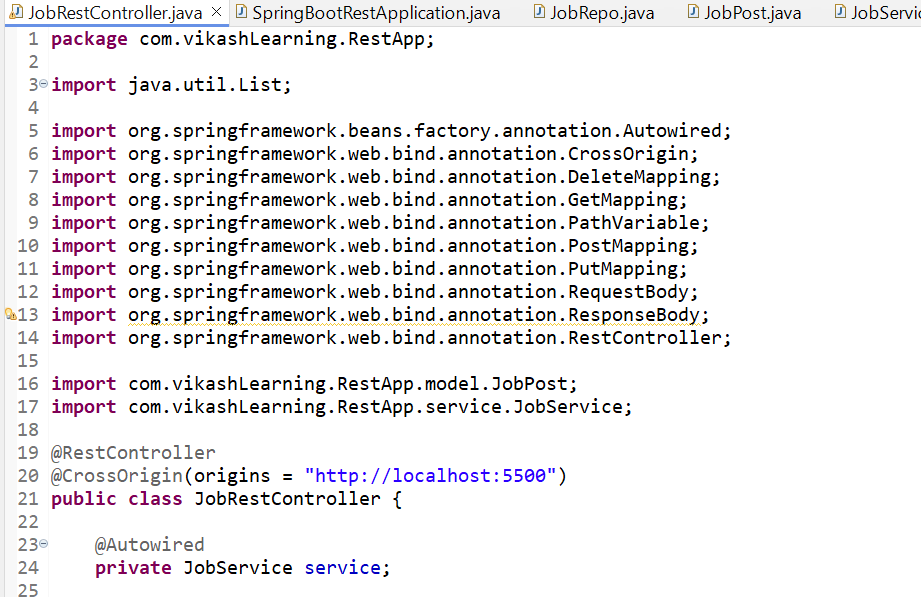 JobRestController.java × SpringBootRestApplication.java JobRepo.java JobPost.java JobServic
1 package com.vikashLearning.RestApp;
2
3 import java.util.List;
4
5 import org.springframework.beans.factory.annotation.Autowired;
6 import org.springframework.web.bind.annotation.CrossOrigin;
7 import org.springframework.web.bind.annotation.DeleteMapping;
8 import org.springframework.web.bind.annotation.GetMapping;
9 import org.springframework.web.bind.annotation.PathVariable;
10 import org.springframework.web.bind.annotation.PostMapping;
11 import org.springframework.web.bind.annotation.PutMapping;
12 import org.springframework.web.bind.annotation.RequestBody;
13 import org.springframework.web.bind.annotation.ResponseBody;
14 import org.springframework.web.bind.annotation.RestController;
15
16 import com.vikashLearning.RestApp.model.JobPost;
17 import com.vikashLearning.RestApp.service.JobService;
18
19 @RestController
20 @CrossOrigin(origins = "http://localhost:5500")
21 public class JobRestController {
22
23 @Autowired
24 private JobService service;
25